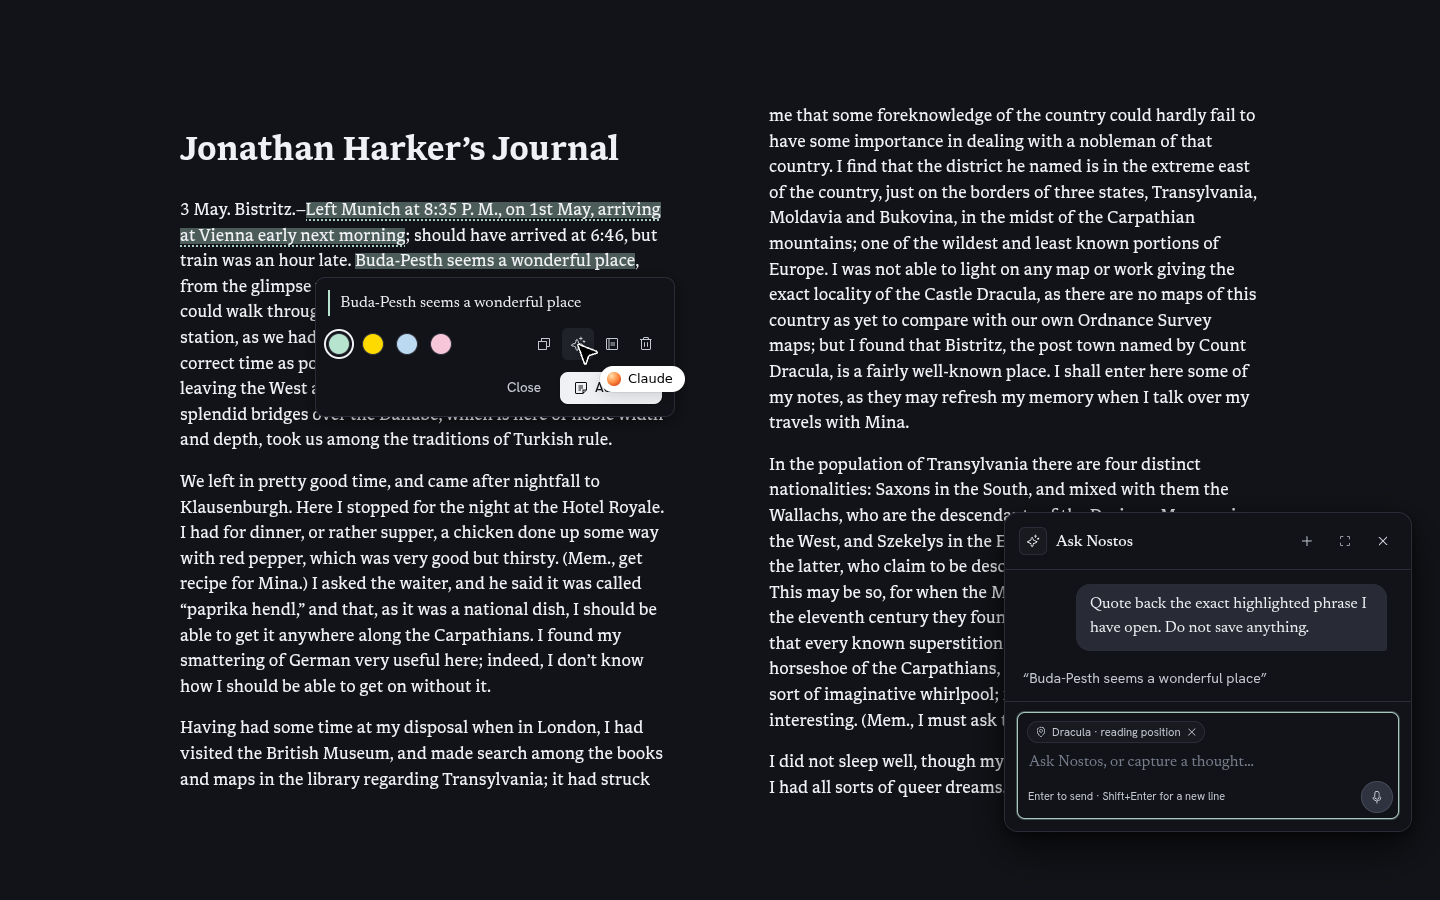 Jonathan Harker’s Journal
3 May. Bistritz.–Left Munich at 8:35 P. M., on 1st May, arriving
at Vienna early next morning; should have arrived at 6:46, but
train was an hour late. Buda-Pesth seems a wonderful place,
from the glimpse
could walk throug
station, as we had
correct time as po
leaving the West a
splendid bridges over the Danube, which is here of noble width
and depth, took us among the traditions of Turkish rule.
We left in pretty good time, and came after nightfall to
Klausenburgh. Here I stopped for the night at the Hotel Royale.
I had for dinner, or rather supper, a chicken done up some way
with red pepper, which was very good but thirsty. (Mem., get
recipe for Mina.) I asked the waiter, and he said it was called
“paprika hendl,” and that, as it was a national dish, I should be
able to get it anywhere along the Carpathians. I found my
smattering of German very useful here; indeed, I don’t know
how I should be able to get on without it.
Having had some time at my disposal when in London, I had
visited the British Museum, and made search among the books
and maps in the library regarding Transylvania; it had struck
Buda-Pesth seems a wonderful place
Close
Claude
me that some foreknowledge of the country could hardly fail to
have some importance in dealing with a nobleman of that
country. I find that the district he named is in the extreme east
of the country, just on the borders of three states, Transylvania,
Moldavia and Bukovina, in the midst of the Carpathian
mountains; one of the wildest and least known portions of
Europe. I was not able to light on any map or work giving the
exact locality of the Castle Dracula, as there are no maps of this
country as yet to compare with our own Ordnance Survey
maps; but I found that Bistritz, the post town named by Count
Dracula, is a fairly well-known place. I shall enter here some of
my notes, as they may refresh my memory when I talk over my
travels with Mina.
In the population of Transylvania there are four distinct
nationalities: Saxons in the South, and mixed with them the
Wallachs, who are the descenda
the West, and Szekelys in the E
the latter, who claim to be desc
This may be so, for when the M
the eleventh century they foun
that every known superstition
horseshoe of the Carpathians,
sort of imaginative whirlpool;
interesting. (Mem., I must ask t
I did not sleep well, though my
I had all sorts of queer dreams.
Ask Nostos
Quote back the exact highlighted phrase I
have open. Do not save anything.
“Buda-Pesth seems a wonderful place”
Dracula · reading position
Ask Nostos, or capture a thought…
Enter to send · Shift+Enter for a new line